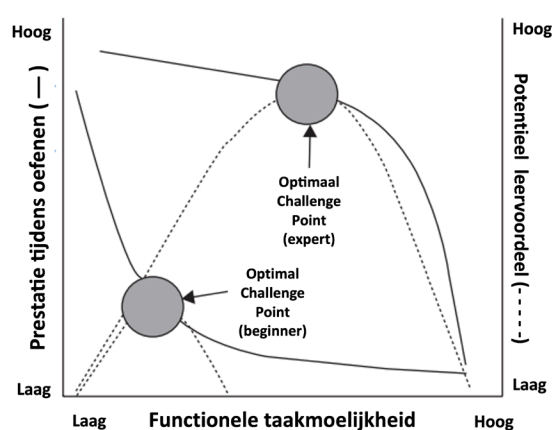 Hoog
Hoog
Prestatie tijdens oefenen ( — )
Potentieel leervoordeel (- - - - -)
Optimaal
Challenge
Point
(expert)
Optimal
Challenge
Point
(beginner)
Laag
Laag
Laag
Functionele taakmoelijkheid
Hoog